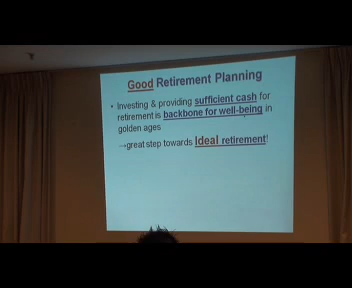 Good Retirement Planning
• Investing & providing sufficient cash for
retirement is backbone for well-being in
golden ages
→great step towards Ideal retirement!